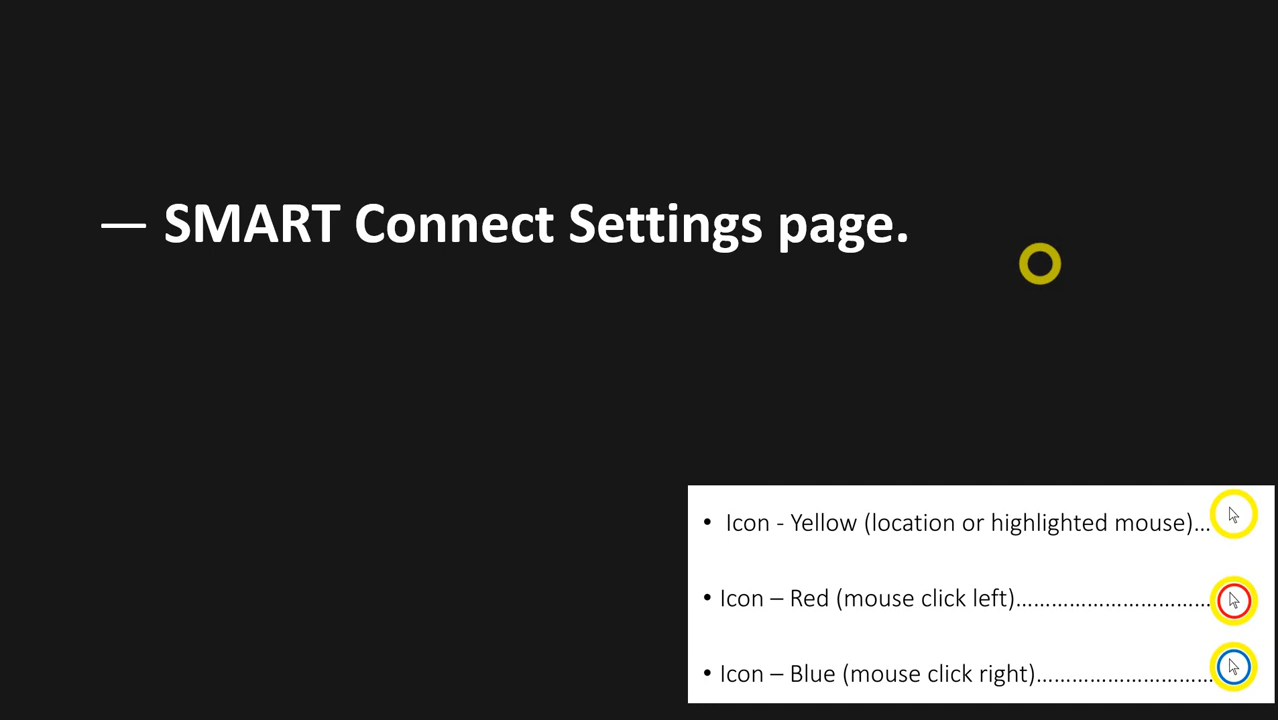 — SMART Connect Settings page.
• Icon - Yellow (location or highlighted mouse)...
• Icon – Red (mouse click left)................................
• Icon – Blue (mouse click right).............................